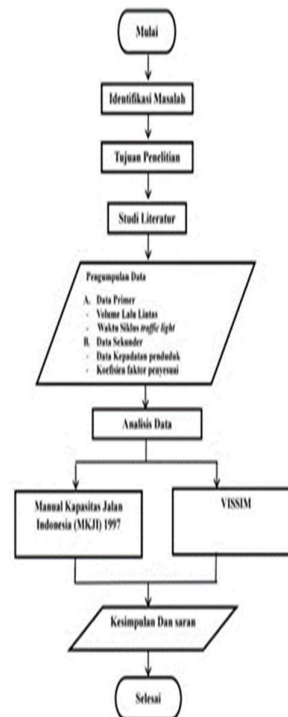 Mulai
Identifikasi Masalah
Tujuan Penelitian
Studi Literatur
Pengumpulan Data
A. Data Primer
- Volume Lalu Lintas
- Waktu Siklus traffic light
B. Data Sekunder
- Data Kepadatan penduduk
- Koefisien faktor penyesuai
Analisis Data
Manual Kapasitas Jalan
Indonesia (MKJI) 1997
VISSIM
Kesimpulan Dan saran
Selesai